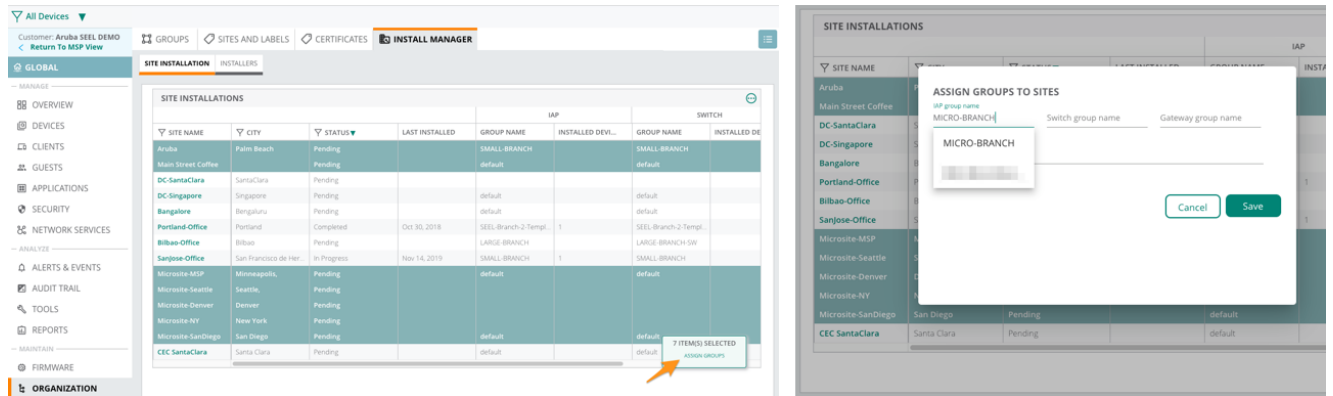 All Devices
Customer: Aruba SEEL DEMO
Return To MSP View
GLOBAL
MANAGE
OVERVIEW
DEVICES
CLIENTS
GUESTS
APPLICATIONS
SECURITY
NETWORK SERVICES
ANALYZE
ALERTS & EVENTS
AUDIT TRAIL
TOOLS
REPORTS
MAINTAIN
FIRMWARE
ORGANIZATION
GROUPS SITES AND LABELS CERTIFICATES INSTALL MANAGER
SITE INSTALLATION INSTALLERS
SITE INSTALLATIONS
IAP SWITCH
SITE NAME CITY STATUS LAST INSTALLED GROUP NAME INSTALLED DEVI... GROUP NAME INSTALLED DE
Aruba Palm Beach Pending SMALL-BRANCH SMALL-BRANCH
Main Street Coffee Pending default default
DC-SantaClara SantaClara Pending
DC-Singapore Singapore Pending default default
Bangalore Bengaluru Pending default default
Portland-Office Portland Completed Oct 30, 2018 SEEL-Branch-2-Templ... 1 SEEL-Branch-2-Templ...
Bilbao-Office Bilbao Pending LARGE-BRANCH LARGE-BRANCH-SW
SanJose-Office San Francisco de Her... In Progress Nov 14, 2019 SMALL-BRANCH 1 SMALL-BRANCH
Microsite-MSP Minneapolis, Pending default default
Microsite-Seattle Seattle, Pending
Microsite-Denver Denver Pending
Microsite-NY New York Pending
Microsite-SanDiego San Diego Pending default default
CEC SantaClara Santa Clara Pending default default
7 ITEM(S) SELECTED
ASSIGN GROUPS
SITE INSTALLATIONS
IAP
SITE NAME
Aruba
Main Street Coffee
DC-SantaClara
DC-Singapore
Bangalore
Portland-Office 1
Bilbao-Office
SanJose-Office 1
Microsite-MSP
Microsite-Seattle
Microsite-Denver
Microsite-NY
Microsite-SanDiego San Diego Pending default
CEC SantaClara Santa Clara Pending default
ASSIGN GROUPS TO SITES
IAP group name
MICRO-BRANCH Switch group name Gateway group name
MICRO-BRANCH
Cancel Save